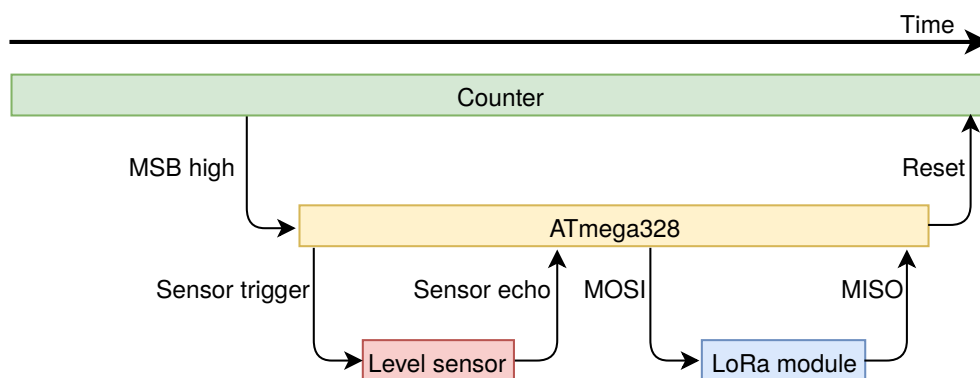 Time
Counter
MSB high
Reset
ATmega328
Sensor trigger
Sensor echo
MOSI
MISO
Level sensor
LoRa module